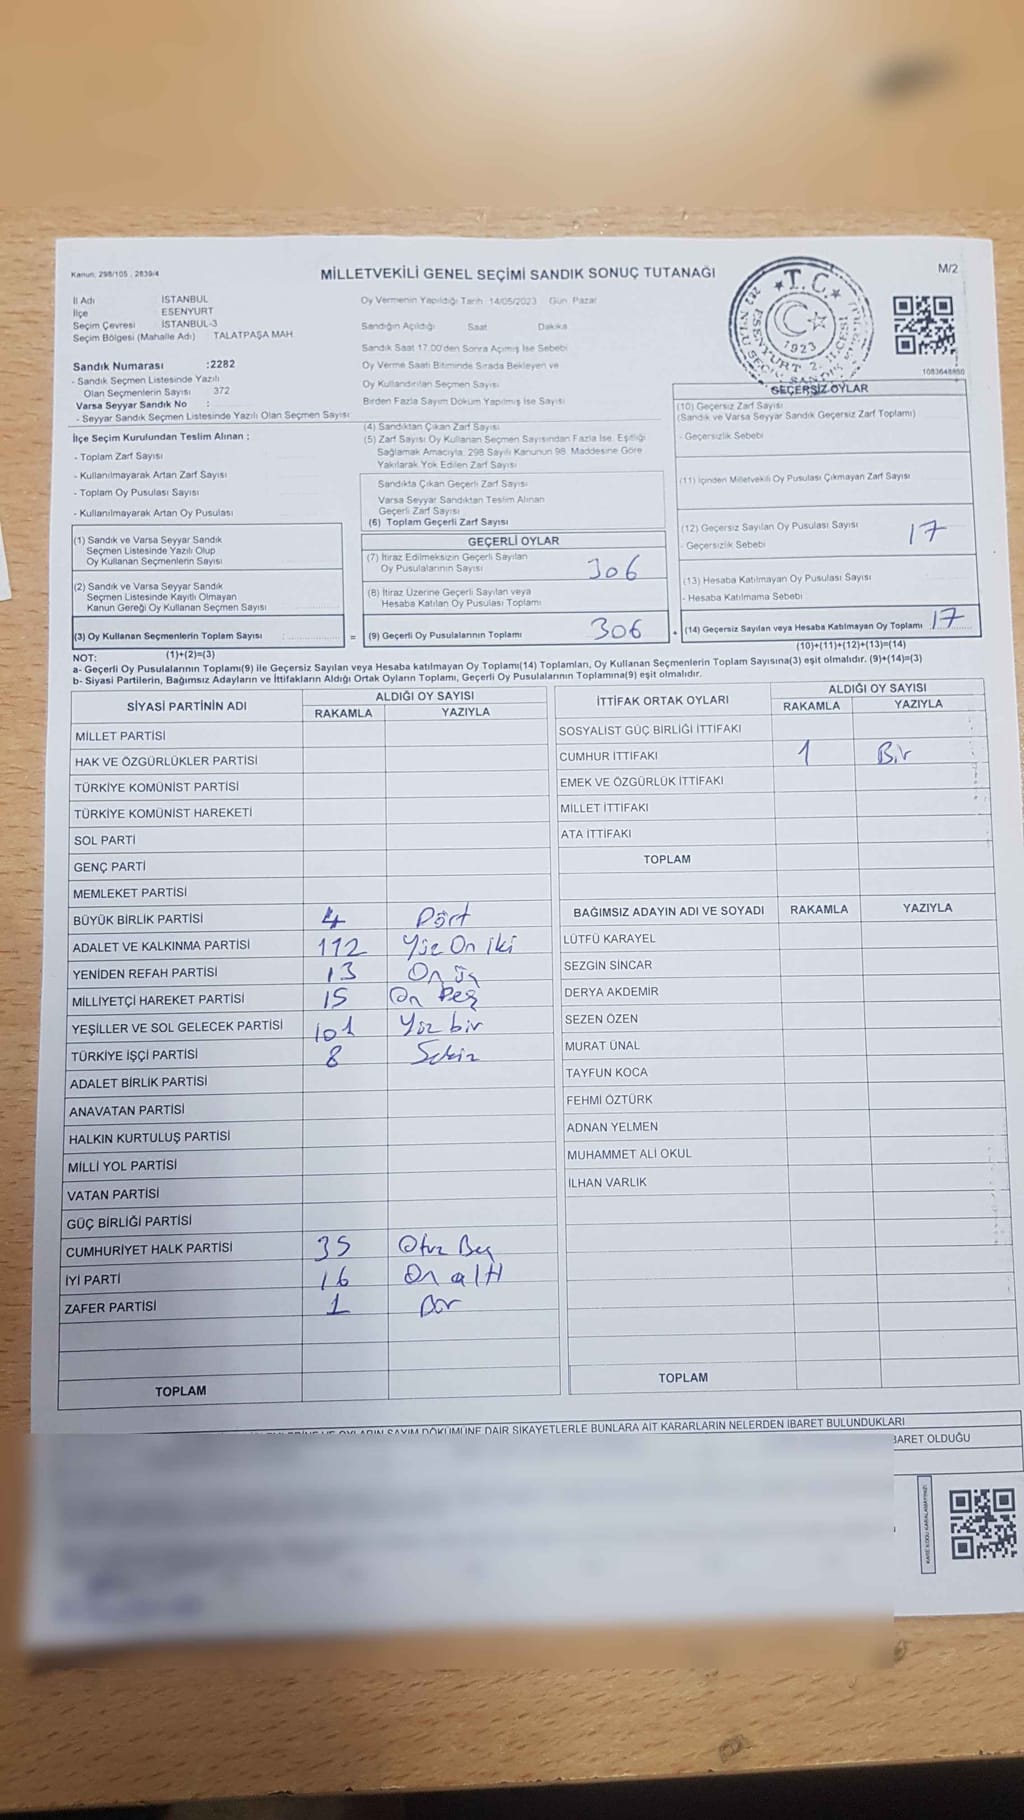 Kanun, 298/105 , 2839/4
MİLLETVEKİLİ GENEL SEÇİMİ SANDIK SONUÇ TUTANAĞI
M/2
İl Adı İSTANBUL
İlçe : ESENYURT
Seçim Çevresi : İSTANBUL-3
Seçim Bölgesi (Mahalle Adı) TALATPAŞA MAH.
Sandık Numarası :2282
- Sandık Seçmen Listesinde Yazılı
Olan Seçmenlerin Sayısı : 372
Varsa Seyyar Sandık No :
- Seyyar Sandık Seçmen Listesinde Yazılı Olan Seçmen Sayısı :
İlçe Seçim Kurulundan Teslim Alınan :
- Toplam Zarf Sayısı
- Kullanılmayarak Artan Zarf Sayısı
- Toplam Oy Pusulası Sayısı
- Kullanılmayarak Artan Oy Pusulası
(1) Sandık ve Varsa Seyyar Sandık
Seçmen Listesinde Yazılı Olup
Oy Kullanan Seçmenlerin Sayısı
(2) Sandık ve Varsa Seyyar Sandık
Seçmen Listesinde Kayıtlı Olmayan
Kanun Gereği Oy Kullanan Seçmen Sayısı
(3) Oy Kullanan Seçmenlerin Toplam Sayısı : =
Oy Vermenin Yapıldığı Tarih : 14/05/2023 Gün : Pazar
Sandığın Açıldığı Saat Dakika
Sandık Saat 17.00'den Sonra Açılmış İse Sebebi
Oy Verme Saati Bitiminde Sırada Bekleyen ve
Oy Kullandırılan Seçmen Sayısı
Birden Fazla Sayım Döküm Yapılmış İse Sayısı
(4) Sandıktan Çıkan Zarf Sayısı
(5) Zarf Sayısı Oy Kullanan Seçmen Sayısından Fazla İse, Eşitliği
Sağlamak Amacıyla, 298 Sayılı Kanunun 98. Maddesine Göre
Yakılarak Yok Edilen Zarf Sayısı
Sandıkta Çıkan Geçerli Zarf Sayısı
Varsa Seyyar Sandıktan Teslim Alınan
Geçerli Zarf Sayısı
(6) Toplam Geçerli Zarf Sayısı
GEÇERLİ OYLAR
(7) İtiraz Edilmeksizin Geçerli Sayılan
Oy Pusulalarının Sayısı 306
(8) İtiraz Üzerine Geçerli Sayılan veya
Hesaba Katılan Oy Pusulası Toplamı
(9) Geçerli Oy Pusulalarının Toplamı 306 +
T.C.
ESENYURT 2. İLÇESİ
1923
1083648850
GEÇERSİZ OYLAR
(10) Geçersiz Zarf Sayısı
(Sandık ve Varsa Seyyar Sandık Geçersiz Zarf Toplamı)
- Geçersizlik Sebebi
(11) İçinden Milletvekili Oy Pusulası Çıkmayan Zarf Sayısı
(12) Geçersiz Sayılan Oy Pusulası Sayısı 17
- Geçersizlik Sebebi
(13) Hesaba Katılmayan Oy Pusulası Sayısı
- Hesaba Katılmama Sebebi
(14) Geçersiz Sayılan veya Hesaba Katılmayan Oy Toplamı 17
NOT: (1)+(2)=(3) (10)+(11)+(12)+(13)=(14)
a- Geçerli Oy Pusulalarının Toplamı(9) ile Geçersiz Sayılan veya Hesaba katılmayan Oy Toplamı(14) Toplamları, Oy Kullanan Seçmenlerin Toplam Sayısına(3) eşit olmalıdır. (9)+(14)=(3)
b- Siyasi Partilerin, Bağımsız Adayların ve İttifakların Aldığı Oyların Toplamı, Geçerli Oy Pusulalarının Toplamına(9) eşit olmalıdır.
SİYASİ PARTİNİN ADI ALDIĞI OY SAYISI
RAKAMLA YAZIYLA
MİLLET PARTİSİ
HAK VE ÖZGÜRLÜKLER PARTİSİ
TÜRKİYE KOMÜNİST PARTİSİ
TÜRKİYE KOMÜNİST HAREKETİ
SOL PARTİ
GENÇ PARTİ
MEMLEKET PARTİSİ
BÜYÜK BİRLİK PARTİSİ 4 Dört
ADALET VE KALKINMA PARTİSİ 112 Yüz On iki
YENİDEN REFAH PARTİSİ 13 On üç
MİLLİYETÇİ HAREKET PARTİSİ 15 On Beş
YEŞİLLER VE SOL GELECEK PARTİSİ 101 Yüz bir
TÜRKİYE İŞÇİ PARTİSİ 8 Sekiz
ADALET BİRLİK PARTİSİ
ANAVATAN PARTİSİ
HALKIN KURTULUŞ PARTİSİ
MİLLİ YOL PARTİSİ
VATAN PARTİSİ
GÜÇ BİRLİĞİ PARTİSİ
CUMHURİYET HALK PARTİSİ 35 Otuz Beş
İYİ PARTİ 16 On altı
ZAFER PARTİSİ 1 Bir
TOPLAM
İTTİFAK ORTAK OYLARI ALDIĞI OY SAYISI
RAKAMLA YAZIYLA
SOSYALİST GÜÇ BİRLİĞİ İTTİFAKI
CUMHUR İTTİFAKI 1 Bir
EMEK VE ÖZGÜRLÜK İTTİFAKI
MİLLET İTTİFAKI
ATA İTTİFAKI
TOPLAM
BAĞIMSIZ ADAYIN ADI VE SOYADI RAKAMLA YAZIYLA
LÜTFÜ KARAYEL
SEZGİN SİNCAR
DERYA AKDEMİR
SEZEN ÖZEN
MURAT ÜNAL
TAYFUN KOCA
FEHMİ ÖZTÜRK
ADNAN YELMEN
MUHAMMET ALİ OKUL
İLHAN VARLIK
TOPLAM
SAYIM DÖKÜMÜNE DAİR ŞİKAYETLERLE BUNLARA AİT KARARLARIN NELERDEN İBARET BULUNDUKLARI
BARET OLDUĞU
KARE KODU KARALAMAYINIZ!